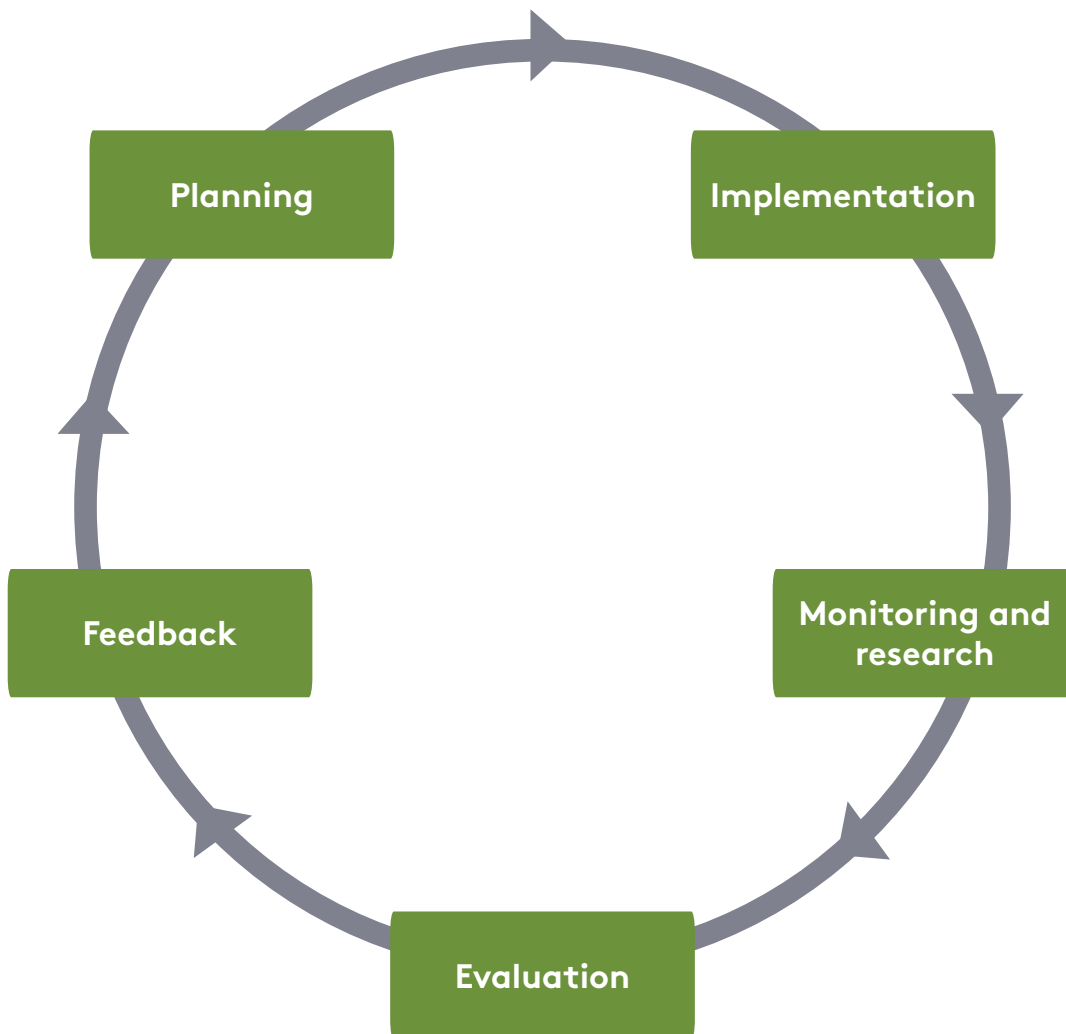 Planning
Implementation
Feedback
Monitoring and
research
Evaluation